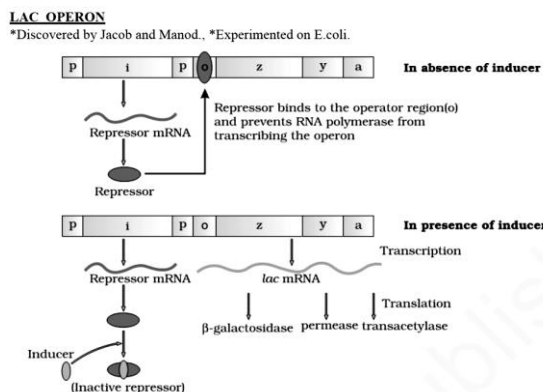 LAC OPERON
*Discovered by Jacob and Manod., *Experimented on E.coli.
p i p o z y a In absence of inducer
Repressor mRNA
Repressor binds to the operator region(o)
and prevents RNA polymerase from
transcribing the operon
Repressor
p i p o z y a In presence of inducer
Transcription
Repressor mRNA lac mRNA
Translation
β-galactosidase permease transacetylase
Inducer
(Inactive repressor)